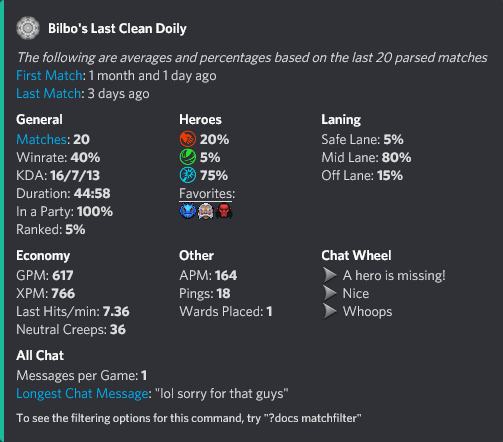 Bilbo's Last Clean Doily
The following are averages and percentages based on the last 20 parsed matches
First Match: 1 month and 1 day ago
Last Match: 3 days ago
General
Matches: 20
Winrate: 40%
KDA: 16/7/13
Duration: 44:58
In a Party: 100%
Ranked: 5%
Heroes
20%
5%
75%
Favorites:
Laning
Safe Lane: 5%
Mid Lane: 80%
Off Lane: 15%
Economy
GPM: 617
XPM: 766
Last Hits/min: 7.36
Neutral Creeps: 36
Other
APM: 164
Pings: 18
Wards Placed: 1
Chat Wheel
A hero is missing!
Nice
Whoops
All Chat
Messages per Game: 1
Longest Chat Message: "lol sorry for that guys"
To see the filtering options for this command, try "?docs matchfilter"